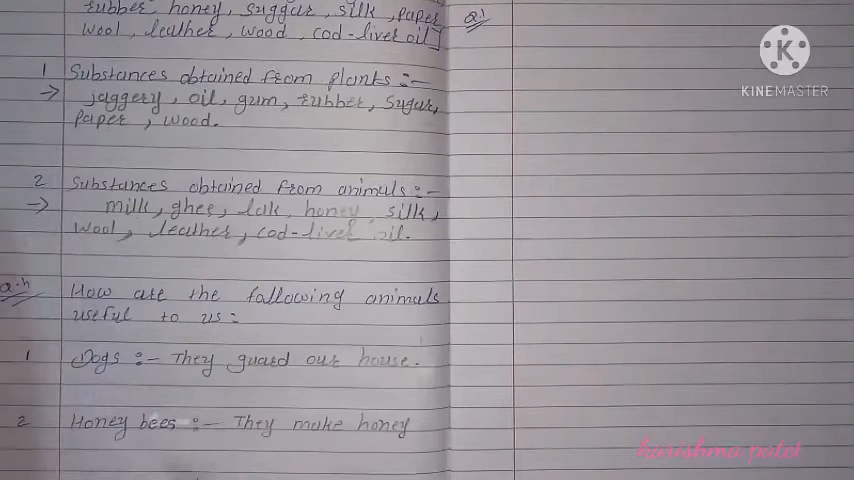 rubber, honey, suggar, silk, paper
wool, leather, wood, cod-liver oil]
Q.1
KINEMASTER
1 Substances obtained from plants :-
→ jaggery, oil, gum, rubber, sugar,
paper, wood.
2 Substances obtained from animals :-
→ milk, ghee, lak, honey, silk,
wool, leather, cod-liver oil.
Q.h How are the following animals
useful to us :
1 Dogs :- They guard our house.
2 Honey bees :- They make honey
harishma patel